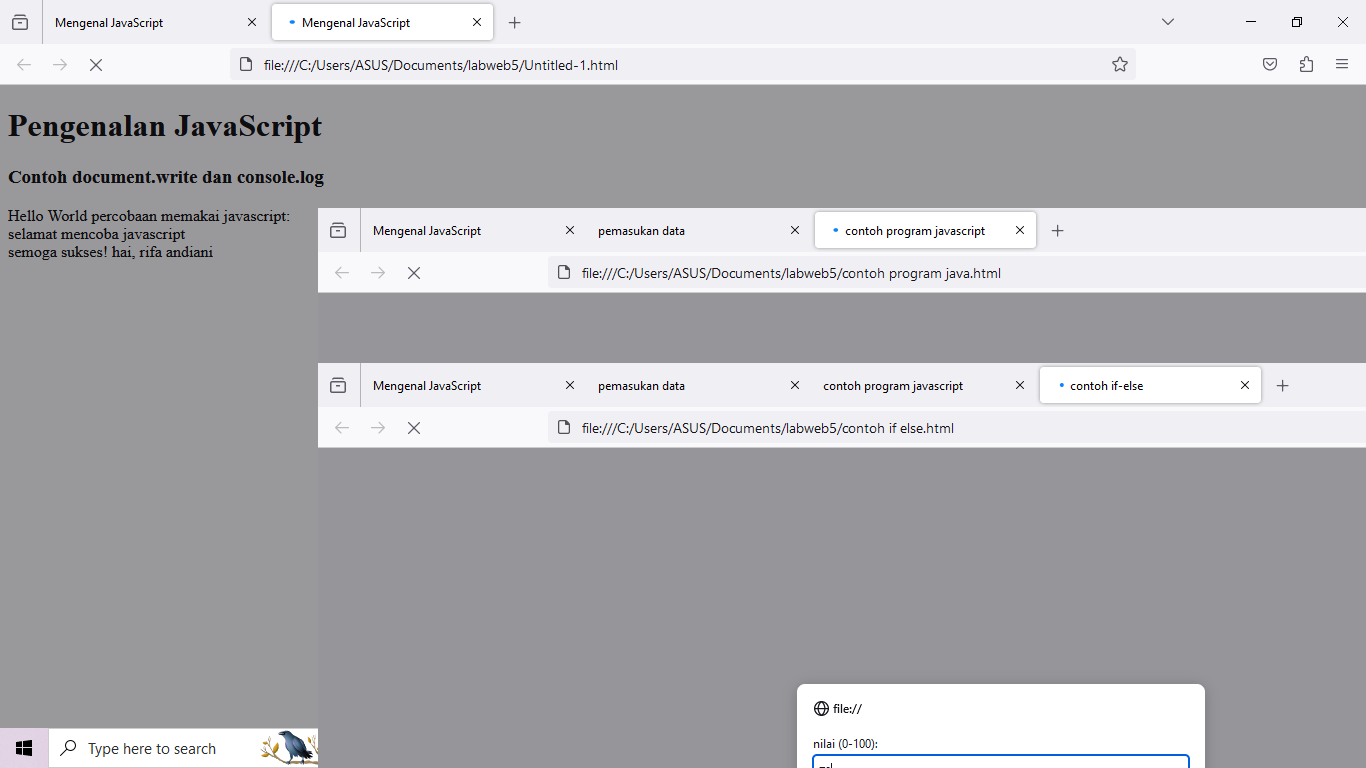 Mengenal JavaScript
Mengenal JavaScript
file:///C:/Users/ASUS/Documents/labweb5/Untitled-1.html
Pengenalan JavaScript
Contoh document.write dan console.log
Hello World percobaan memakai javascript:
selamat mencoba javascript
semoga sukses! hai, rifa andiani
Mengenal JavaScript
pemasukan data
contoh program javascript
file:///C:/Users/ASUS/Documents/labweb5/contoh program java.html
Mengenal JavaScript
pemasukan data
contoh program javascript
contoh if-else
file:///C:/Users/ASUS/Documents/labweb5/contoh if else.html
file://
nilai (0-100):
Type here to search